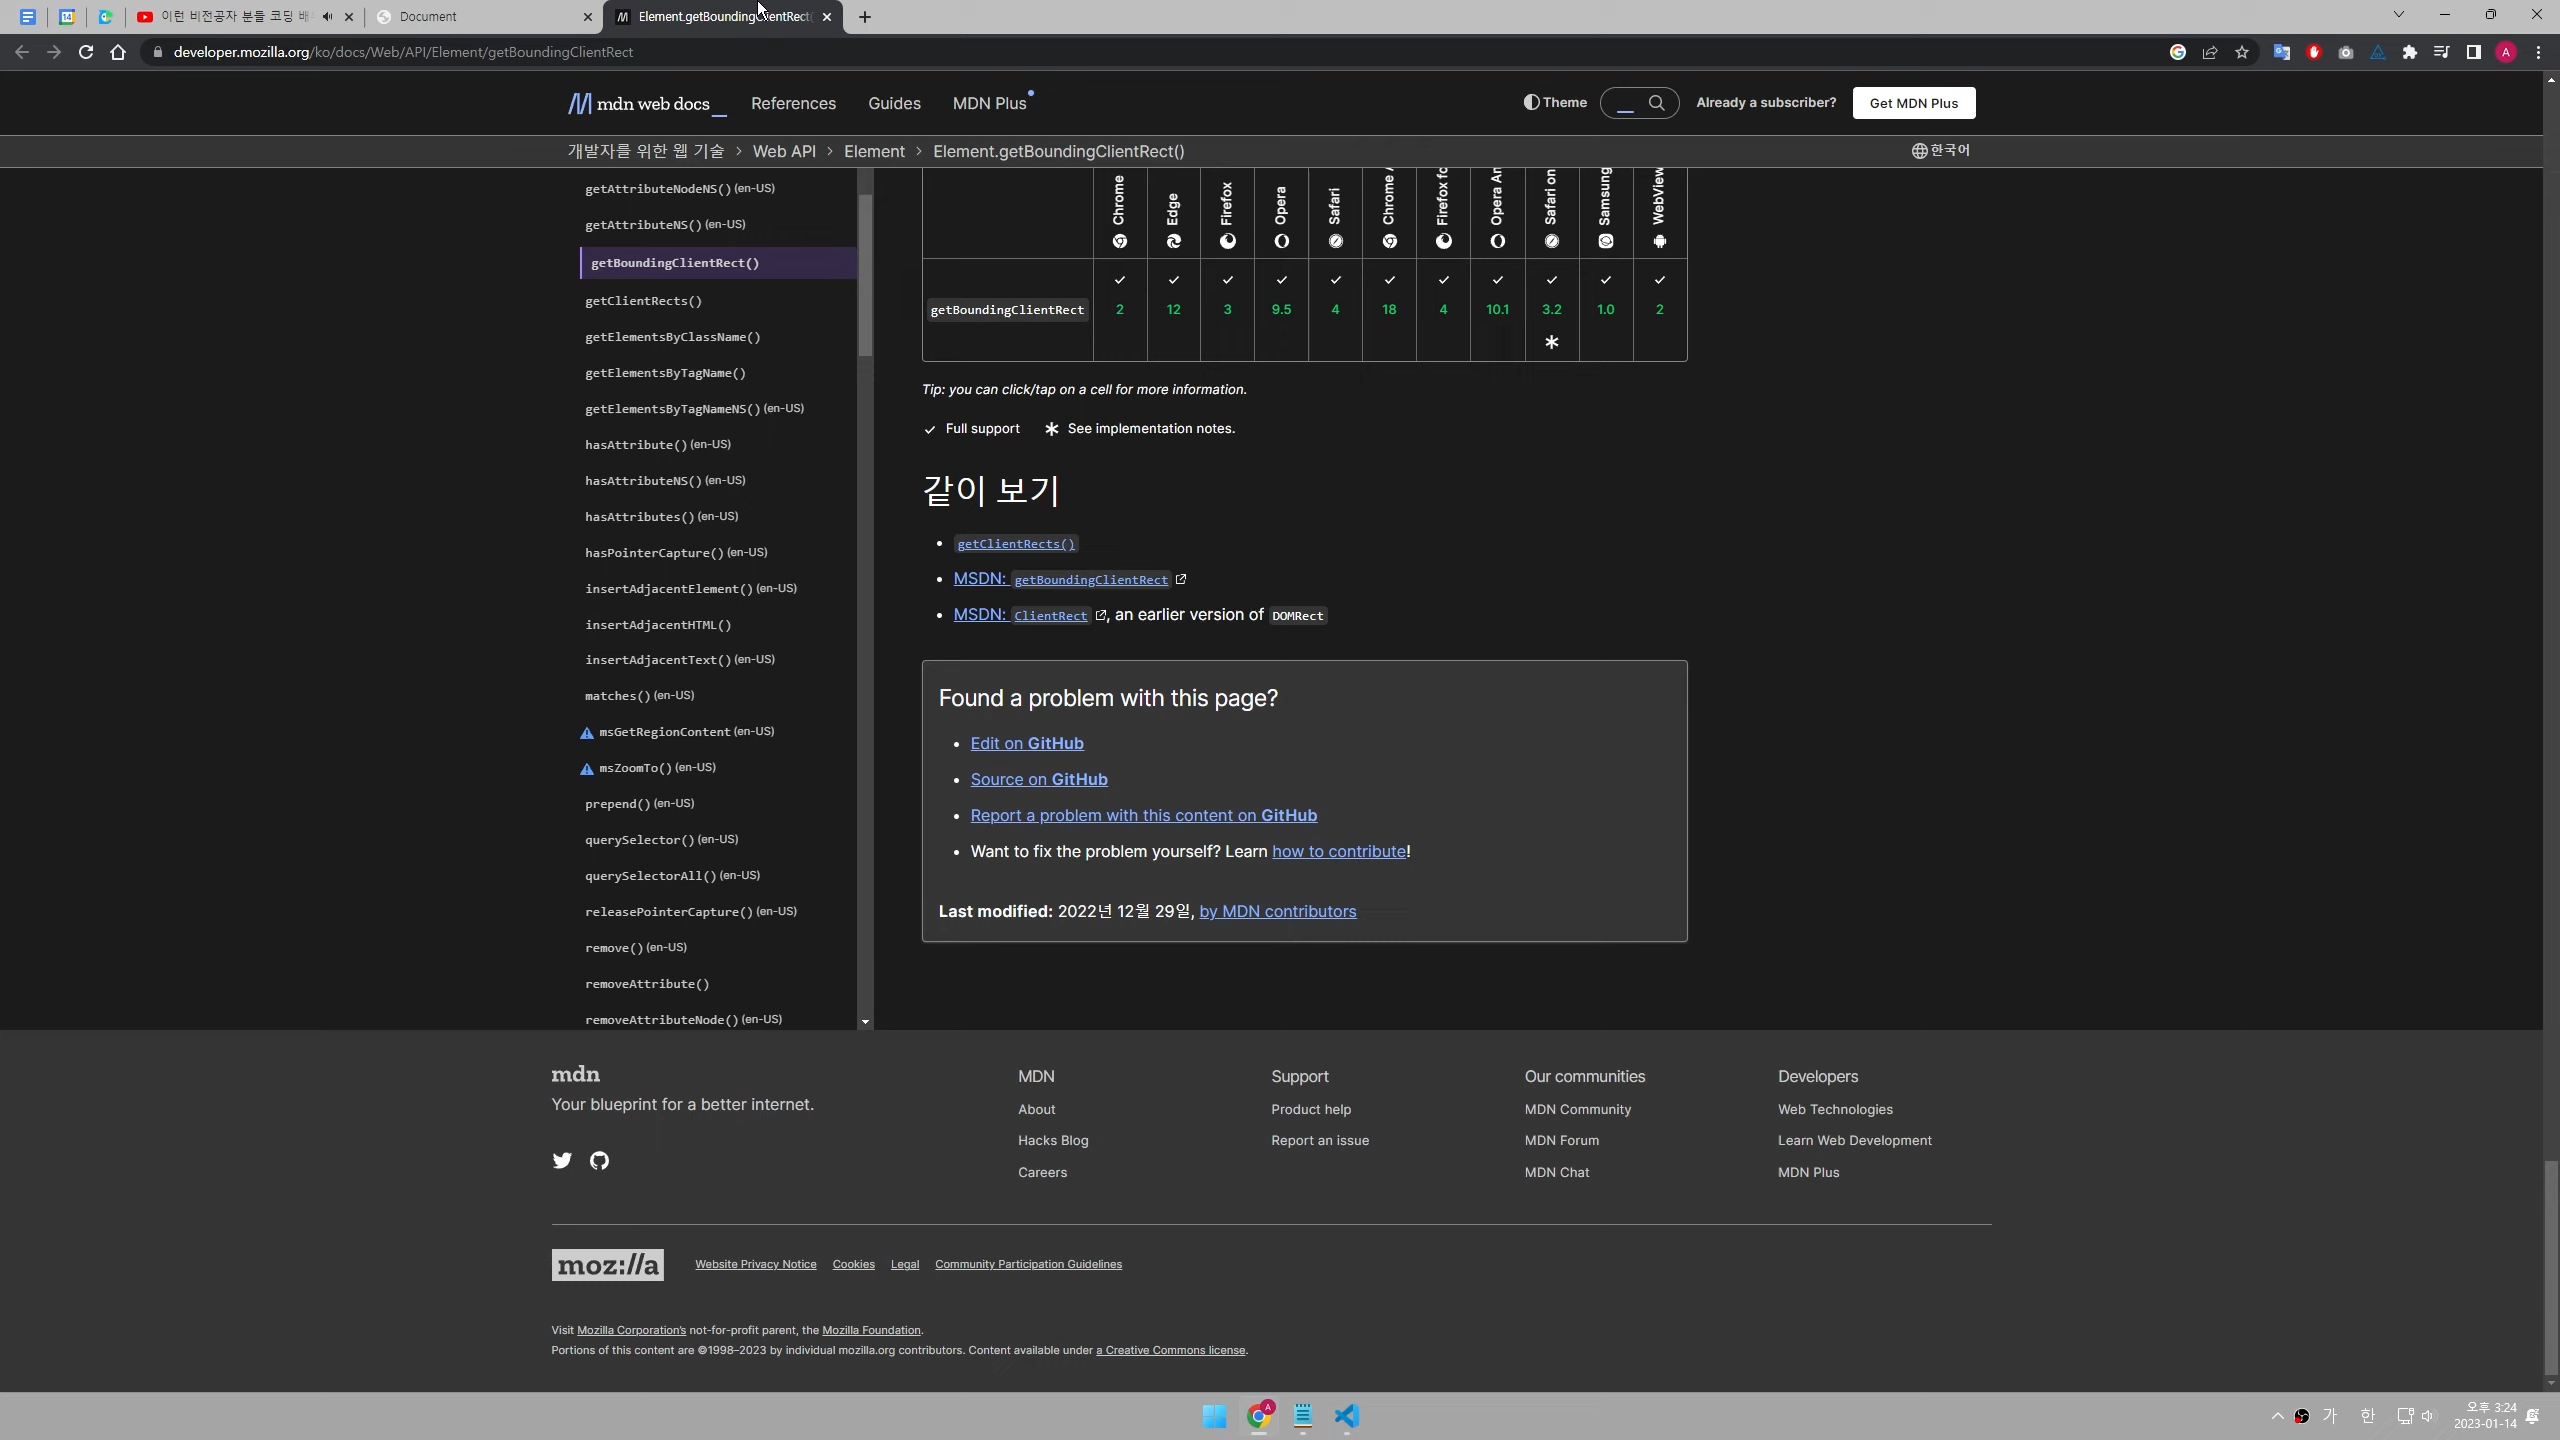 이런 비전공자 분들 코딩 배
Document
Element.getBoundingClientRect(
developer.mozilla.org/ko/docs/Web/API/Element/getBoundingClientRect
A
mdn web docs
References
Guides
MDN Plus
Theme
Already a subscriber?
Get MDN Plus
개발자를 위한 웹 기술 > Web API > Element > Element.getBoundingClientRect()
한국어
getAttributeNodeNS() (en-US)
getAttributeNS() (en-US)
getBoundingClientRect()
getClientRects()
getElementsByClassName()
getElementsByTagName()
getElementsByTagNameNS() (en-US)
hasAttribute() (en-US)
hasAttributeNS() (en-US)
hasAttributes() (en-US)
hasPointerCapture() (en-US)
insertAdjacentElement() (en-US)
insertAdjacentHTML()
insertAdjacentText() (en-US)
matches() (en-US)
msGetRegionContent (en-US)
msZoomTo() (en-US)
prepend() (en-US)
querySelector() (en-US)
querySelectorAll() (en-US)
releasePointerCapture() (en-US)
remove() (en-US)
removeAttribute()
removeAttributeNode() (en-US)
Chrome
Edge
Firefox
Opera
Safari
Chrome
Firefox fo
Opera An
Safari on
Samsung
WebView
getBoundingClientRect
2
12
3
9.5
4
18
4
10.1
3.2
1.0
2
Tip: you can click/tap on a cell for more information.
Full support
See implementation notes.
같이 보기
getClientRects()
MSDN: getBoundingClientRect
MSDN: ClientRect , an earlier version of DOMRect
Found a problem with this page?
Edit on GitHub
Source on GitHub
Report a problem with this content on GitHub
Want to fix the problem yourself? Learn how to contribute!
Last modified: 2022년 12월 29일, by MDN contributors
mdn
Your blueprint for a better internet.
MDN
About
Hacks Blog
Careers
Support
Product help
Report an issue
Our communities
MDN Community
MDN Forum
MDN Chat
Developers
Web Technologies
Learn Web Development
MDN Plus
moz://a
Website Privacy Notice
Cookies
Legal
Community Participation Guidelines
Visit Mozilla Corporation's not-for-profit parent, the Mozilla Foundation.
Portions of this content are ©1998–2023 by individual mozilla.org contributors. Content available under a Creative Commons license.
A
가
한
오후 3:24
2023-01-14